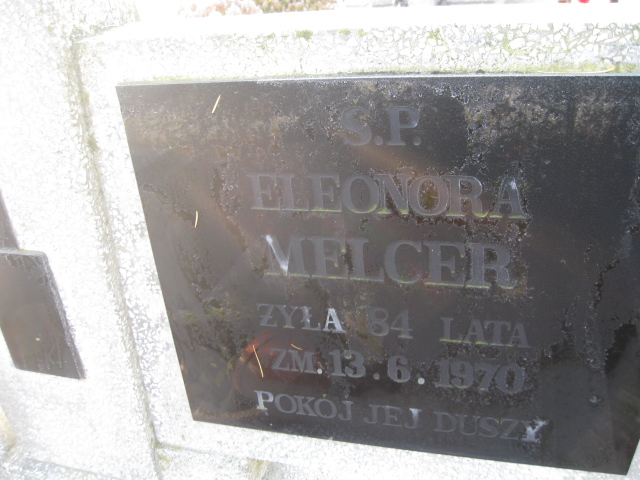 S.P.
ELEONORA
MELCER
ŻYŁA 84 LATA
ZM. 13.6.1970
POKÓJ JEJ DUSZY